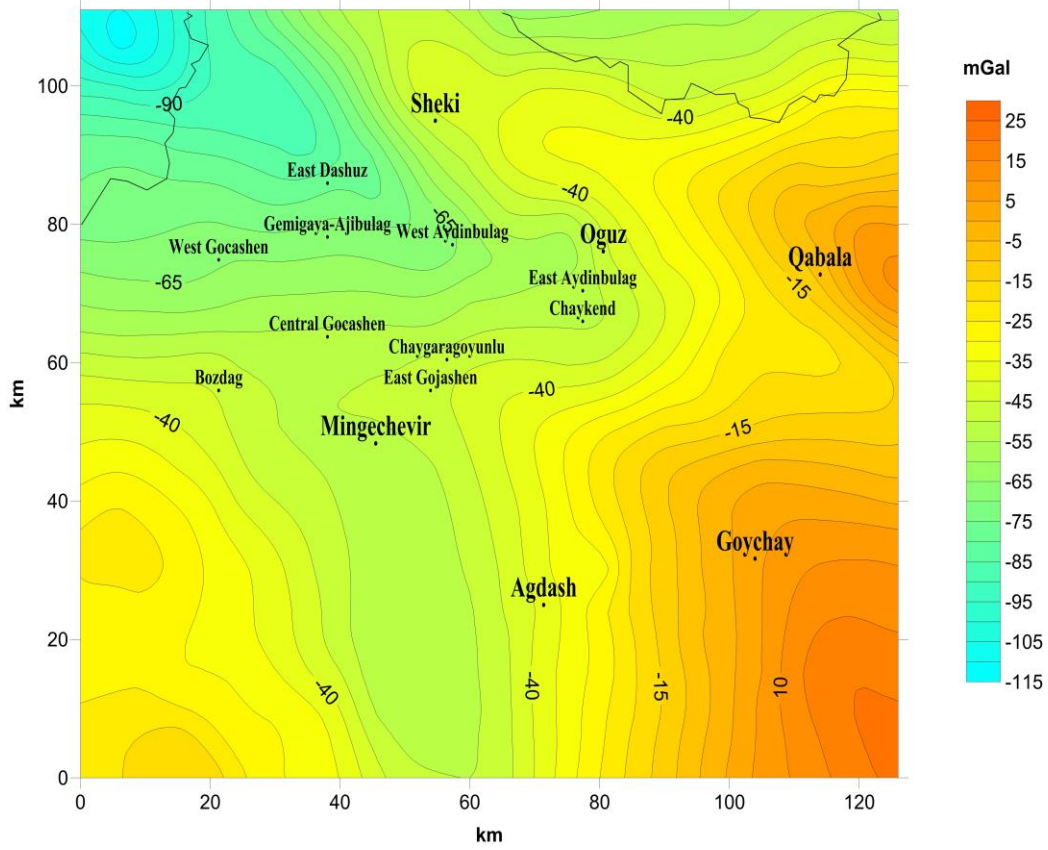 mGal
100
80
60
40
20
0
km
0
20
40
60
80
100
120
km
-90
Sheki
-40
East Dashuz
-40
-65
Gemigaya-Ajibulag
West Aydinbulag
Oguz
West Gocashen
Qabala
East Aydinbulag
-15
-65
Chaykend
Central Gocashen
Chaygaragoyunlu
Bozdag
East Gojashen
-40
-40
Mingechevir
-15
Goychay
Agdash
-40
-40
-15
10
25
15
5
-5
-15
-25
-35
-45
-55
-65
-75
-85
-95
-105
-115